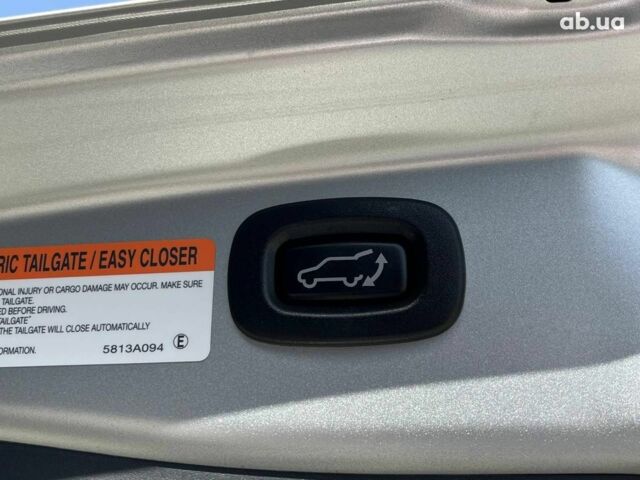 ab.ua
RIC TAILGATE / EASY CLOSER
ONAL INJURY OR CARGO DAMAGE MAY OCCUR. MAKE SURE
TAILGATE.
ED BEFORE DRIVING.
TAILGATE"
THE TAILGATE WILL CLOSE AUTOMATICALLY
ORMATION.
5813A094 E